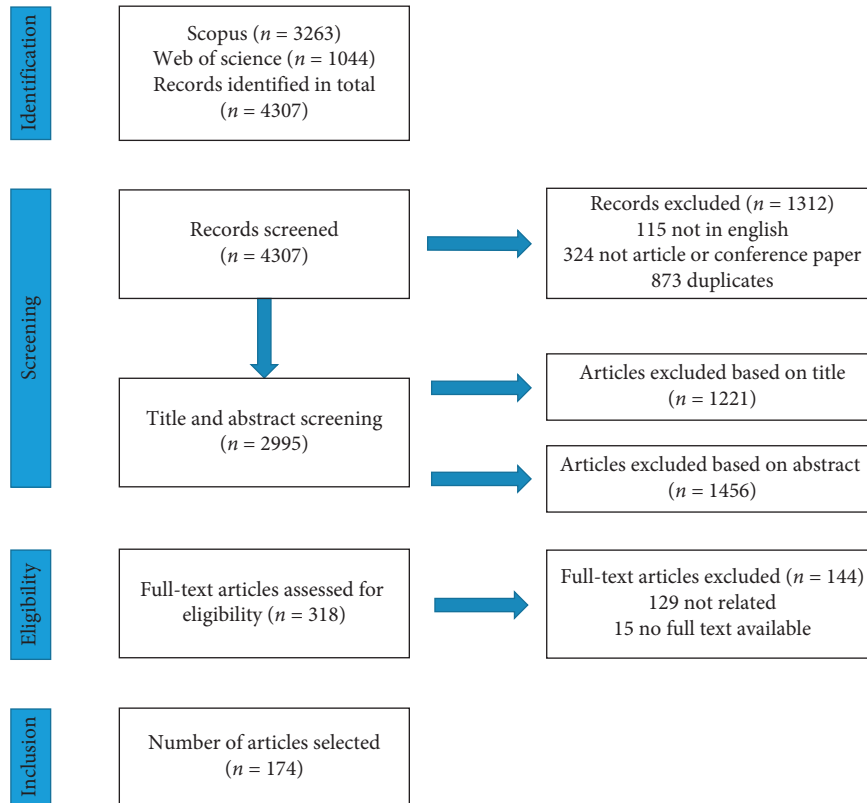 Identification
Scopus (n = 3263)
Web of science (n = 1044)
Records identified in total
(n = 4307)
Screening
Records screened
(n = 4307)
Records excluded (n = 1312)
115 not in english
324 not article or conference paper
873 duplicates
Title and abstract screening
(n = 2995)
Articles excluded based on title
(n = 1221)
Articles excluded based on abstract
(n = 1456)
Eligibility
Full-text articles assessed for
eligibility (n = 318)
Full-text articles excluded (n = 144)
129 not related
15 no full text available
Inclusion
Number of articles selected
(n = 174)